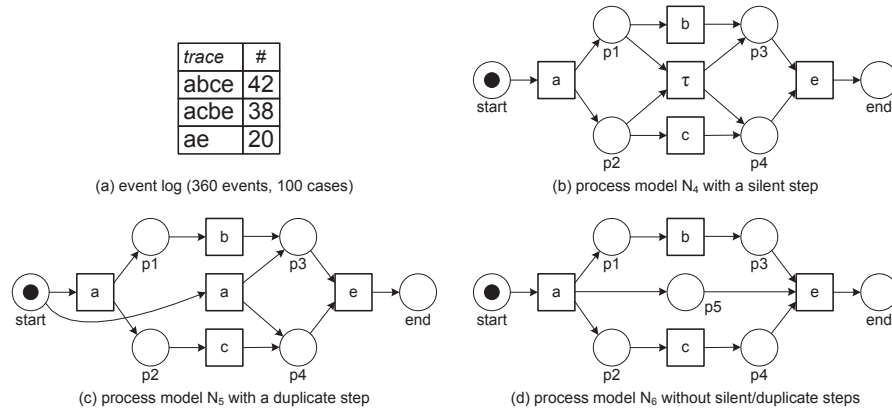 trace #
abce 42
acbe 38
ae 20
(a) event log (360 events, 100 cases)
start
a
p1
p2
b
τ
c
p3
p4
e
end
(b) process model N4 with a silent step
start
a
p1
p2
b
a
c
p3
p4
e
end
(c) process model N5 with a duplicate step
start
a
p1
p2
b
p5
c
p3
p4
e
end
(d) process model N6 without silent/duplicate steps